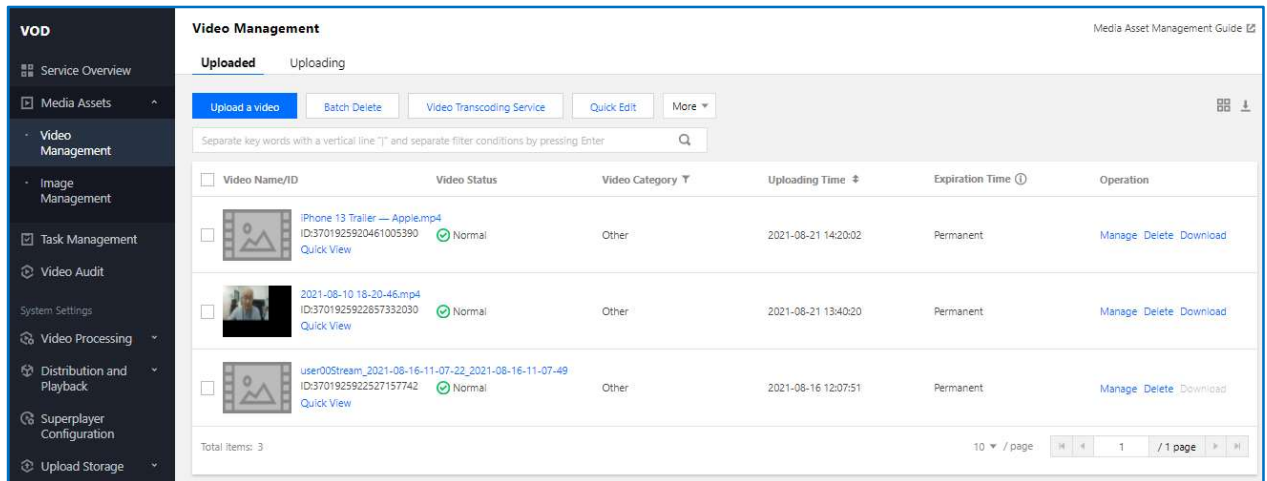 VOD
Service Overview
Media Assets
Video
Management
Image
Management
Task Management
Video Audit
System Settings
Video Processing
Distribution and
Playback
Superplayer
Configuration
Upload Storage
Video Management
Media Asset Management Guide
Uploaded Uploading
Upload a video Batch Delete Video Transcoding Service Quick Edit More
Separate key words with a vertical line "|" and separate filter conditions by pressing Enter
Video Name/ID Video Status Video Category Uploading Time Expiration Time Operation
iPhone 13 Trailer — Apple.mp4
ID:3701925920461005390 Normal Other 2021-08-21 14:20:02 Permanent Manage Delete Download
Quick View
2021-08-10 18-20-46.mp4
ID:3701925922857332030 Normal Other 2021-08-21 13:40:20 Permanent Manage Delete Download
Quick View
user00Stream_2021-08-16-11-07-22_2021-08-16-11-07-49
ID:3701925922527157742 Normal Other 2021-08-16 12:07:51 Permanent Manage Delete Download
Quick View
Total items: 3 10 / page 1 / 1 page